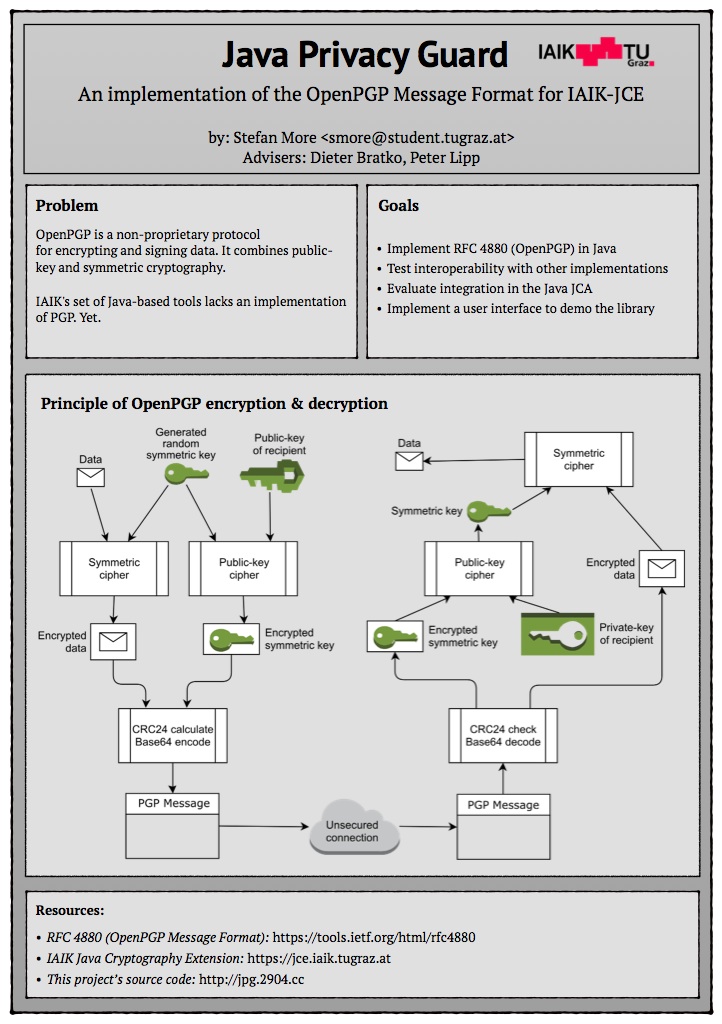 Java Privacy Guard
IAIK TU
Graz
An implementation of the OpenPGP Message Format for IAIK-JCE
by: Stefan More <smore@student.tugraz.at>
Advisers: Dieter Bratko, Peter Lipp
Problem
OpenPGP is a non-proprietary protocol
for encrypting and signing data. It combines public-
key and symmetric cryptography.
IAIK's set of Java-based tools lacks an implementation
of PGP. Yet.
Goals
• Implement RFC 4880 (OpenPGP) in Java
• Test interoperability with other implementations
• Evaluate integration in the Java JCA
• Implement a user interface to demo the library
Principle of OpenPGP encryption & decryption
Data
Generated
random
symmetric key
Public-key
of recipient
Symmetric
cipher
Public-key
cipher
Encrypted
data
Encrypted
symmetric key
CRC24 calculate
Base64 encode
PGP Message
Unsecured
connection
Data
Symmetric
cipher
Symmetric key
Public-key
cipher
Encrypted
data
Encrypted
symmetric key
Private-key
of recipient
CRC24 check
Base64 decode
PGP Message
Resources:
• RFC 4880 (OpenPGP Message Format): https://tools.ietf.org/html/rfc4880
• IAIK Java Cryptography Extension: https://jce.iaik.tugraz.at
• This project's source code: http://jpg.2904.cc